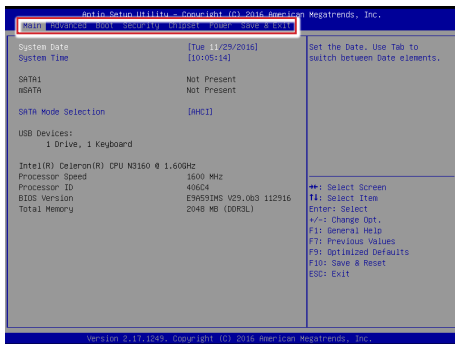 Aptio Setup Utility – Copyright (C) 2016 American Megatrends, Inc.
Main Advanced Boot Security Chipset Power Save & Exit
System Date [Tue 11/29/2016]
System Time [10:05:14]
SATA1 Not Present
mSATA Not Present
SATA Mode Selection [AHCI]
USB Devices:
1 Drive, 1 Keyboard
Intel(R) Celeron(R) CPU N3160 @ 1.60GHz
Processor Speed 1600 MHz
Processor ID 406C4
BIOS Version E9A59IMS V29.0b3 112916
Total Memory 2048 MB (DDR3L)
Set the Date. Use Tab to
switch between Date elements.
→←: Select Screen
↑↓: Select Item
Enter: Select
+/-: Change Opt.
F1: General Help
F7: Previous Values
F9: Optimized Defaults
F10: Save & Reset
ESC: Exit
Version 2.17.1249. Copyright (C) 2016 American Megatrends, Inc.